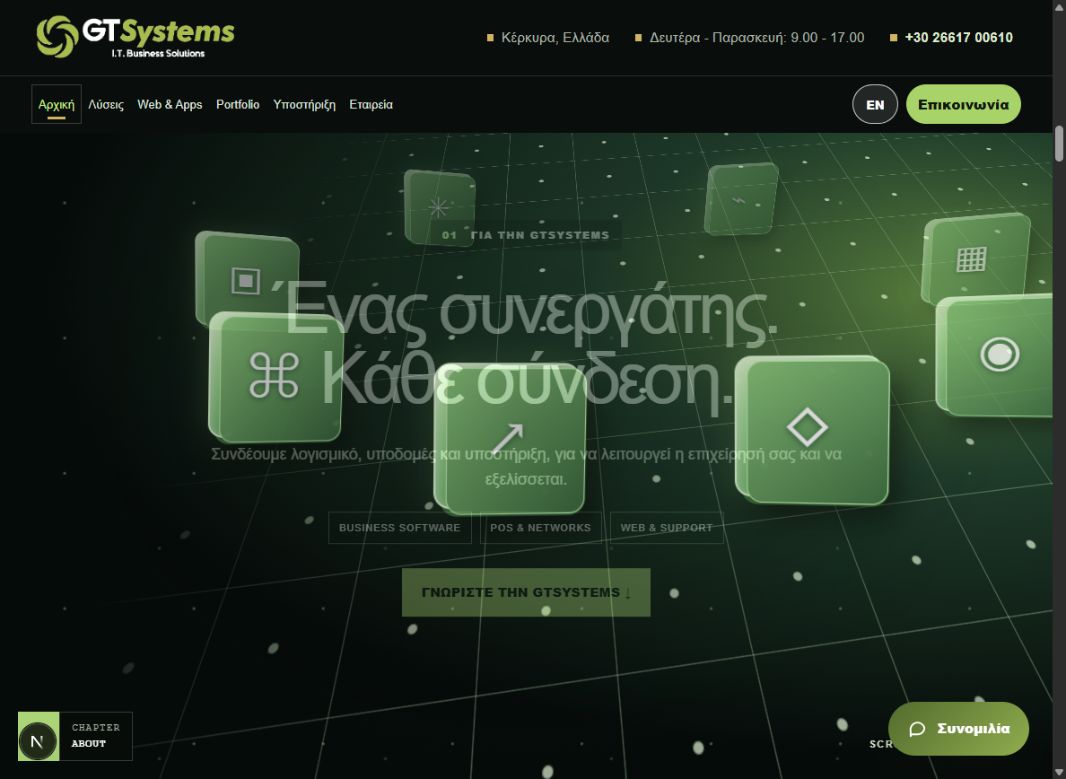 GTSystems
I.T. Business Solutions
Κέρκυρα, Ελλάδα
Δευτέρα - Παρασκευή: 9.00 - 17.00
+30 26617 00610
Αρχική
Λύσεις
Web & Apps
Portfolio
Υποστήριξη
Εταιρεία
EN
Επικοινωνία
01 ΓΙΑ ΤΗΝ GTSYSTEMS
Ένας συνεργάτης.
Κάθε σύνδεση.
Συνδέουμε λογισμικό, υποδομές και υποστήριξη, για να λειτουργεί η επιχείρησή σας και να
εξελίσσεται.
BUSINESS SOFTWARE
POS & NETWORKS
WEB & SUPPORT
ΓΝΩΡΙΣΤΕ ΤΗΝ GTSYSTEMS ↓
N
CHAPTER
ABOUT
SCR
Συνομιλία